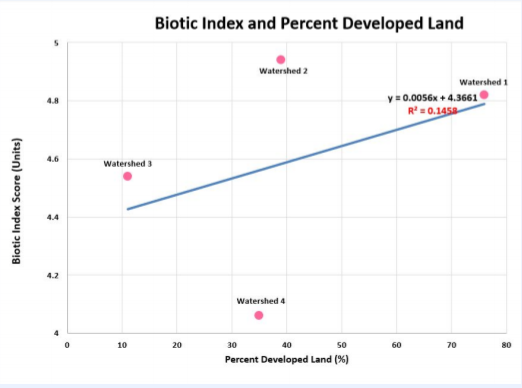 Biotic Index and Percent Developed Land
5
Watershed 2
Watershed 1
4.8
y = 0.0056x + 4.3661
R² = 0.1458
Biotic Index Score (Units)
4.6
Watershed 3
4.4
4.2
Watershed 4
4
0 10 20 30 40 50 60 70 80
Percent Developed Land (%)